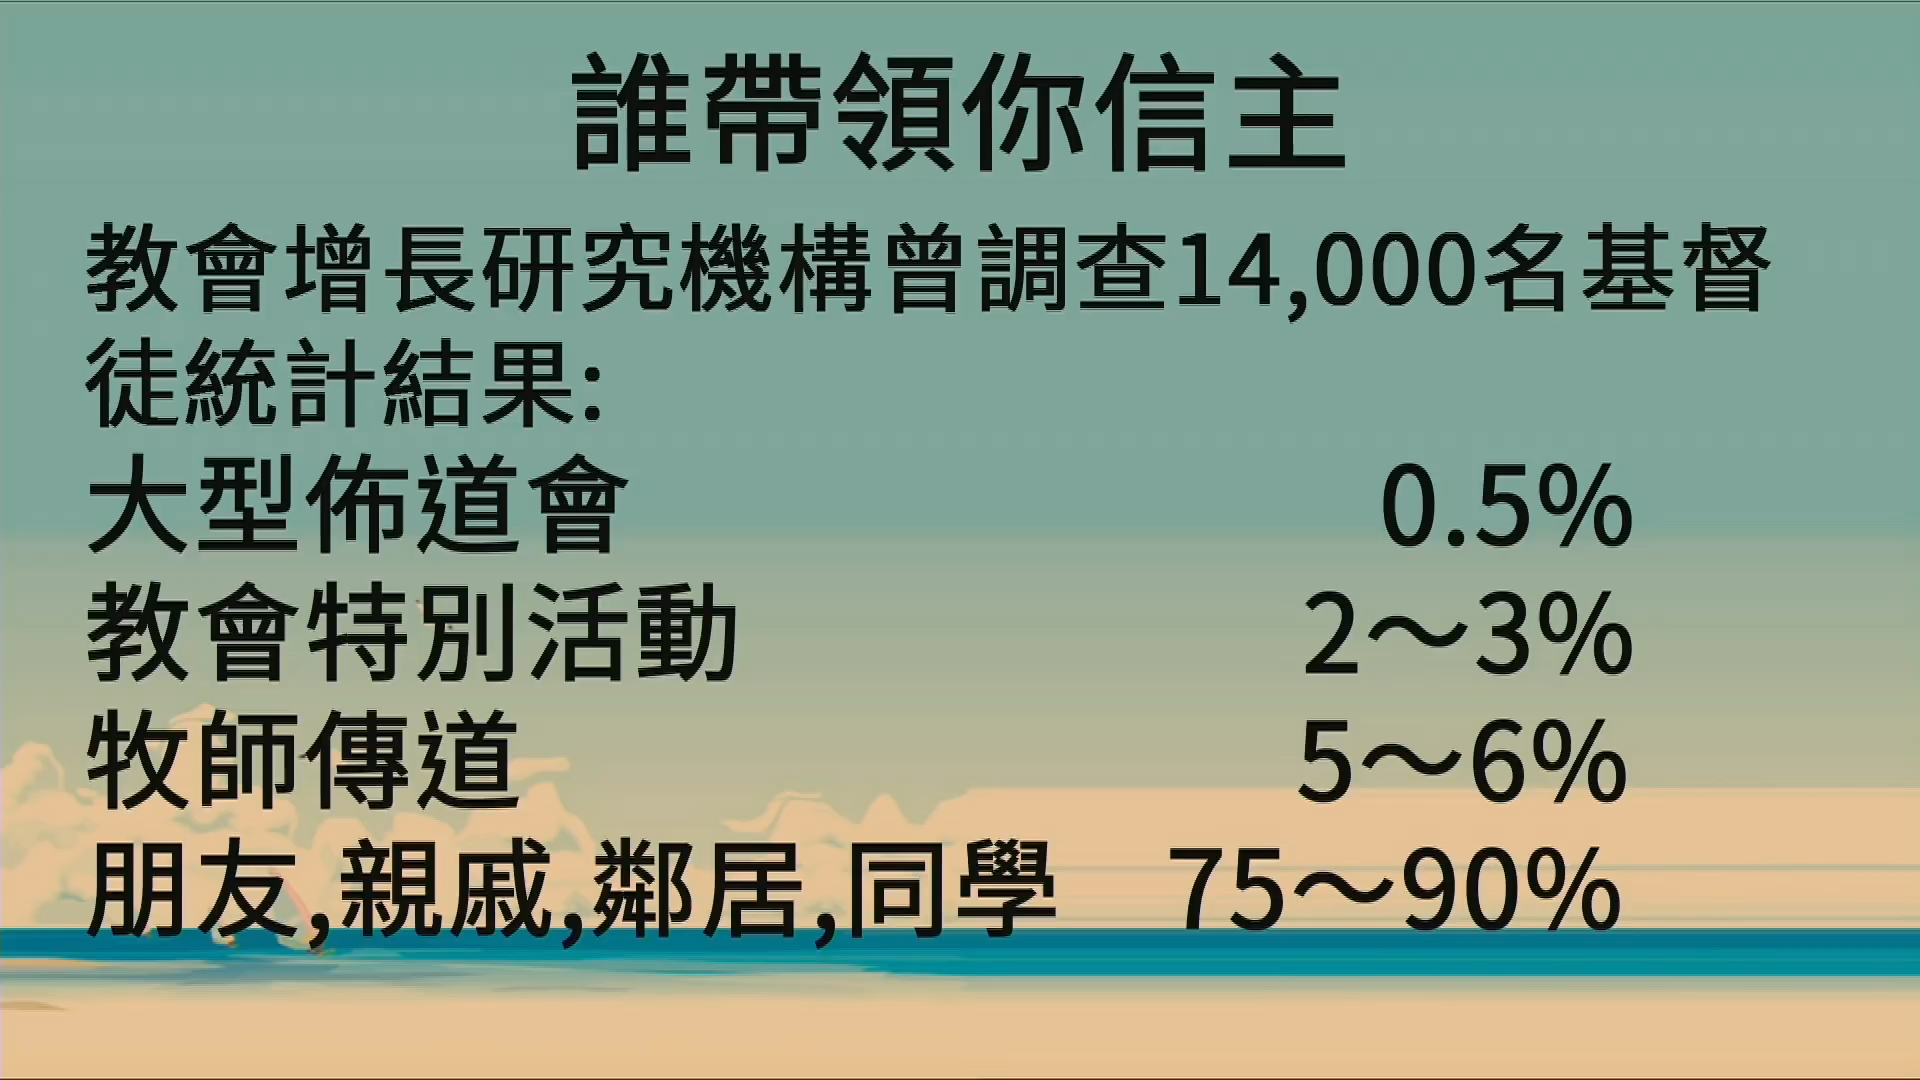 誰帶領你信主
教會增長研究機構曾調查14,000名基督
徒統計結果:
大型佈道會 0.5%
教會特別活動 2～3%
牧師傳道 5～6%
朋友,親戚,鄰居,同學 75～90%